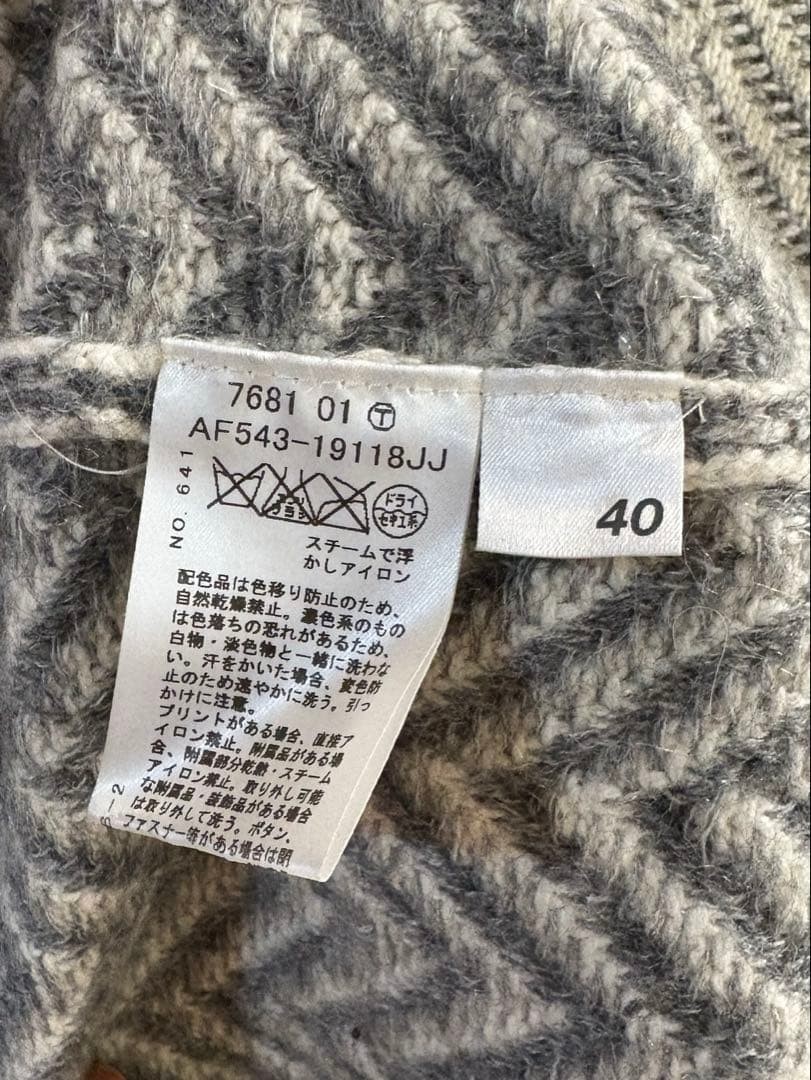 7681 01 Ⓣ
AF543-19118JJ
NO. 641
ドライ
セキユ系
スチームで浮
かしアイロン
配色品は色移り防止のため、
自然乾燥禁止。濃色系のもの
は色落ちの恐れがあるため、
白物・淡色物と一緒に洗わな
い。汗をかいた場合、変色防
止のため速やかに洗う。引っ
かけに注意。
プリントがある場合、直接ア
イロン禁止。附属品がある場
合、附属部分乾熱・スチーム
アイロン禁止。取り外し可能
な附属品・装飾品がある場合
は取り外して洗う。ボタン、
ファスナー等がある場合は閉
40